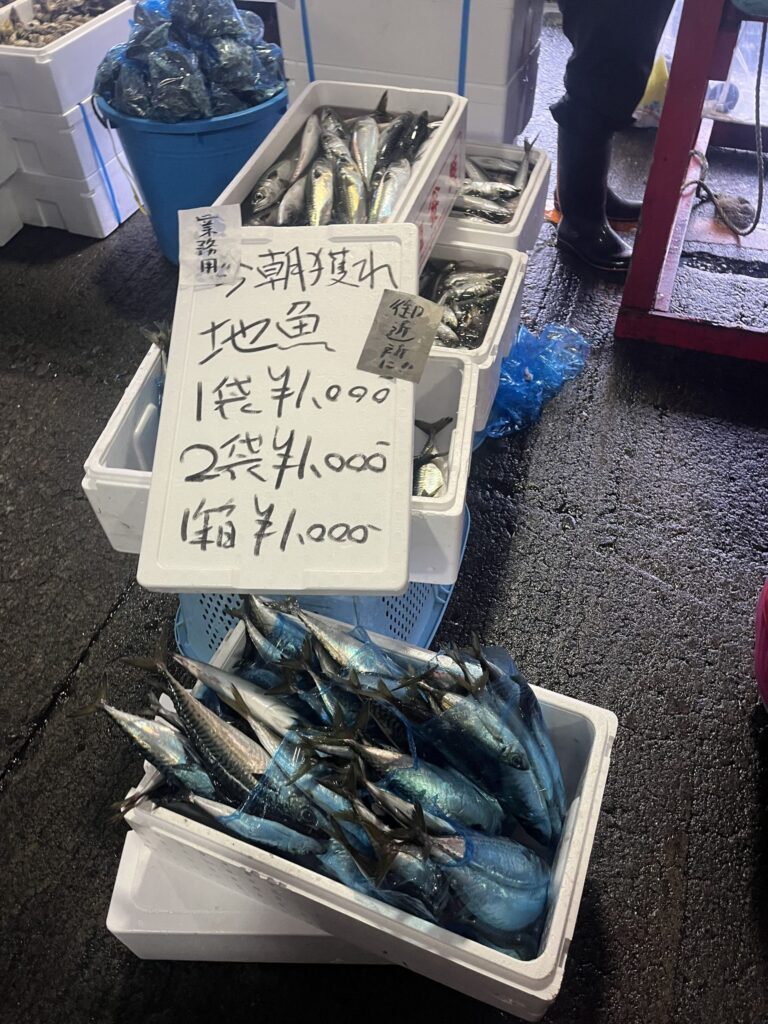 業務用
今朝獲れ
地魚
御近所に!!
1袋¥1,000
2袋¥1,000-
1箱¥1,000-